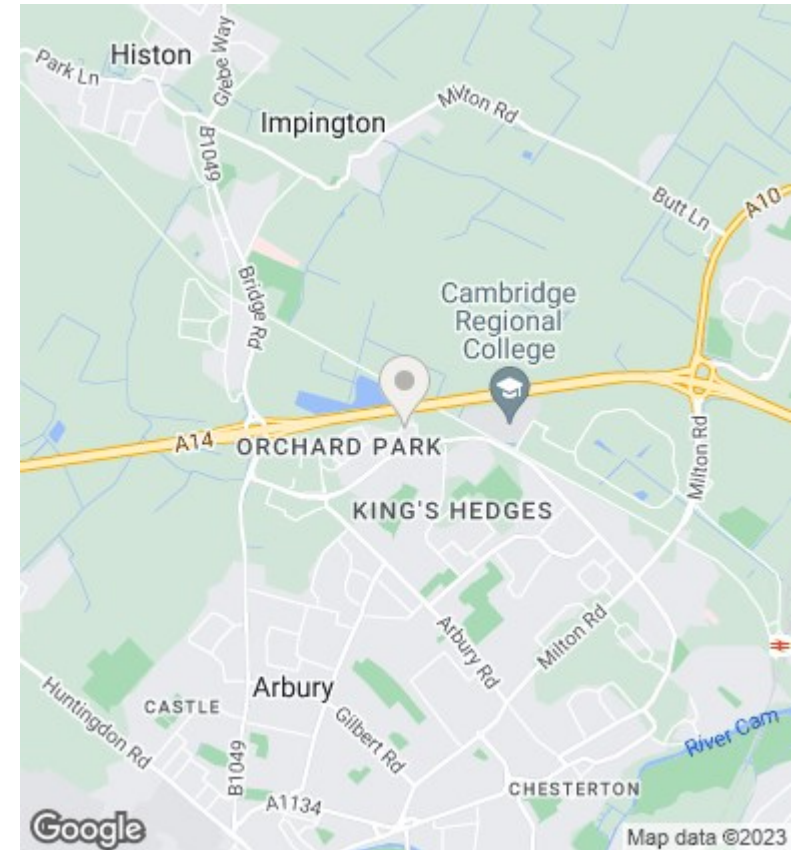 Histon
Park Ln
Glebe Way
Impington
Milton Rd
B1049
Butt Ln
A10
Bridge Rd
Cambridge
Regional
College
A14
ORCHARD PARK
Milton Rd
KING'S HEDGES
Arbury Rd
Milton Rd
Arbury
CASTLE
Huntingdon Rd
Gilbert Rd
River Cam
B1049
A1134
CHESTERTON
Google
Map data ©2023